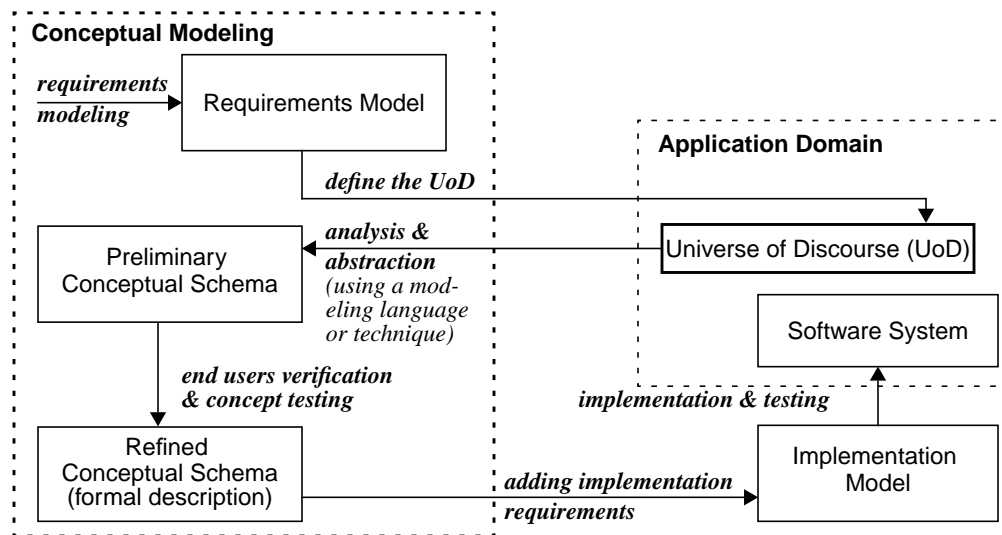 Conceptual Modeling
requirements
modeling
Requirements Model
Application Domain
define the UoD
analysis &
abstraction
(using a mod-
eling language
or technique)
Universe of Discourse (UoD)
Preliminary
Conceptual Schema
Software System
end users verification
& concept testing
implementation & testing
Refined
Conceptual Schema
(formal description)
adding implementation
requirements
Implementation
Model